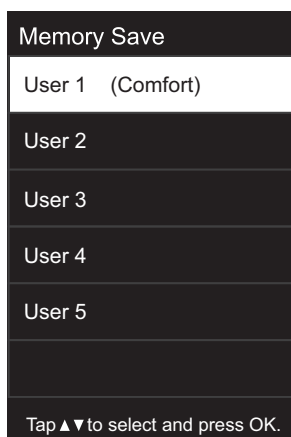 Memory Save
User 1 (Comfort)
User 2
User 3
User 4
User 5
Tap▲▼to select and press OK.